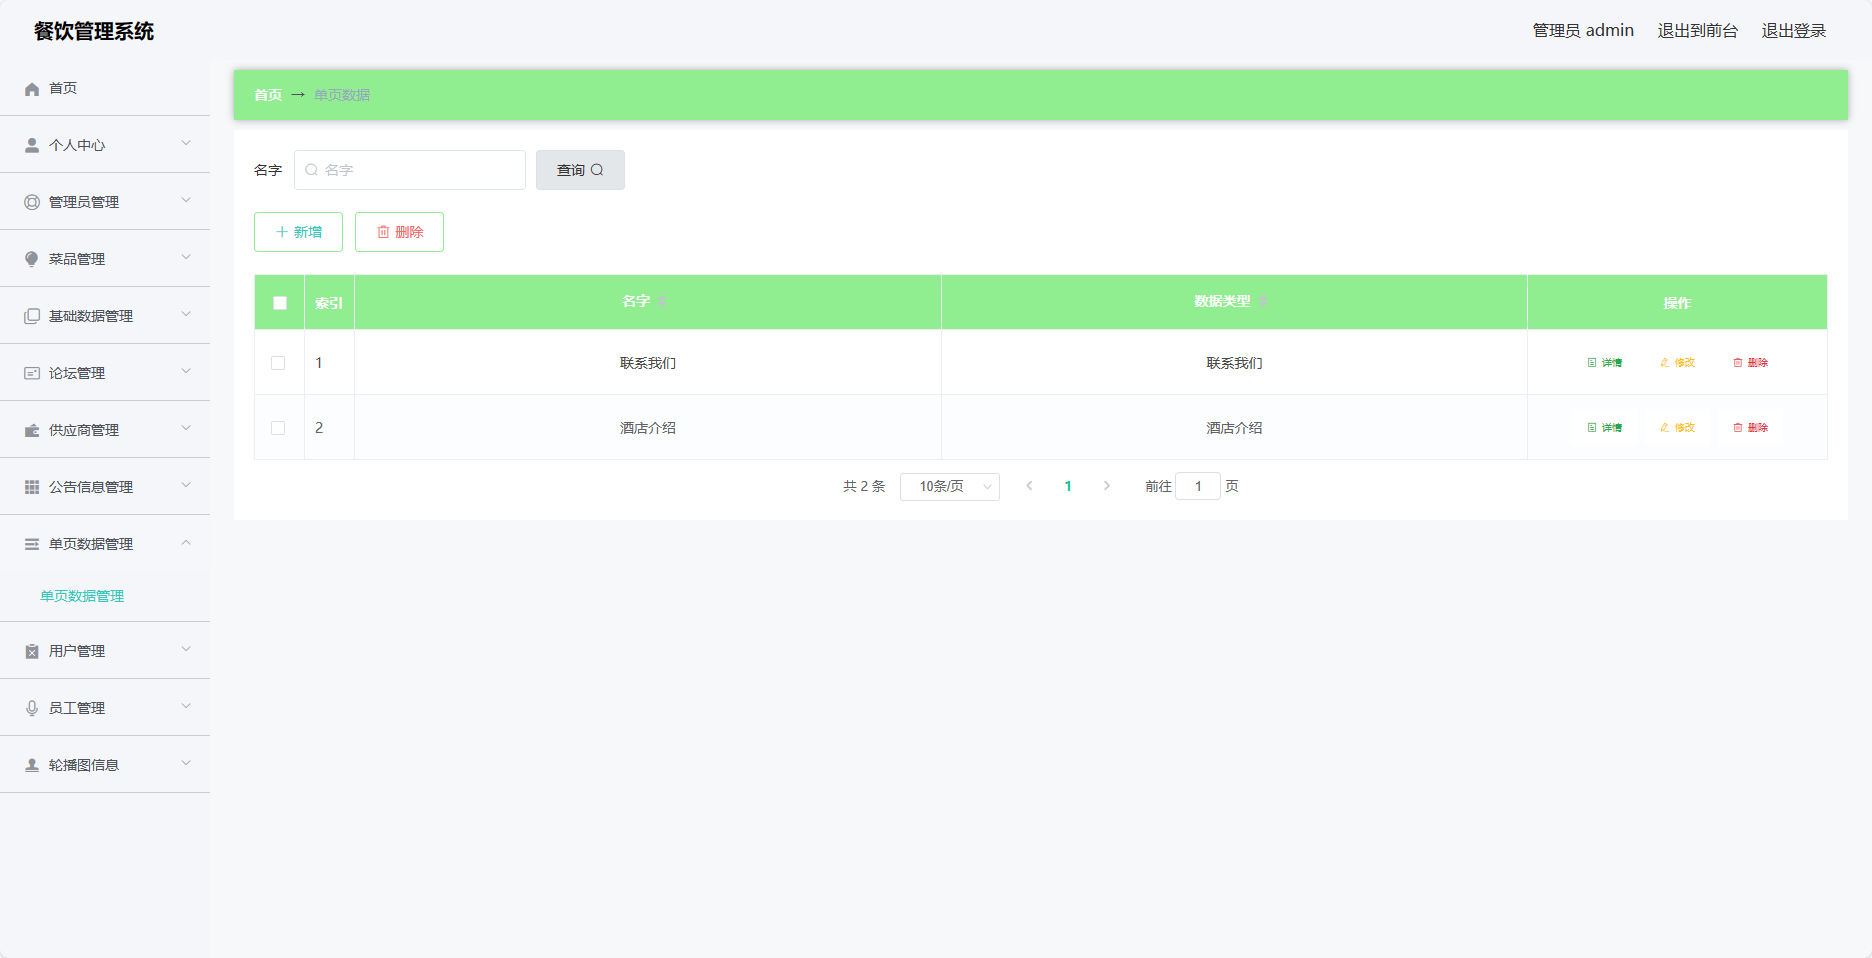 餐饮管理系统
管理员 admin 退出到前台 退出登录
首页
个人中心
管理员管理
菜品管理
基础数据管理
论坛管理
供应商管理
公告信息管理
单页数据管理
单页数据管理
用户管理
员工管理
轮播图信息
首页 → 单页数据
名字 名字 查询
新增 删除
索引 名字 数据类型 操作
1 联系我们 联系我们 详情 修改 删除
2 酒店介绍 酒店介绍 详情 修改 删除
共 2 条 10条/页 1 前往 1 页